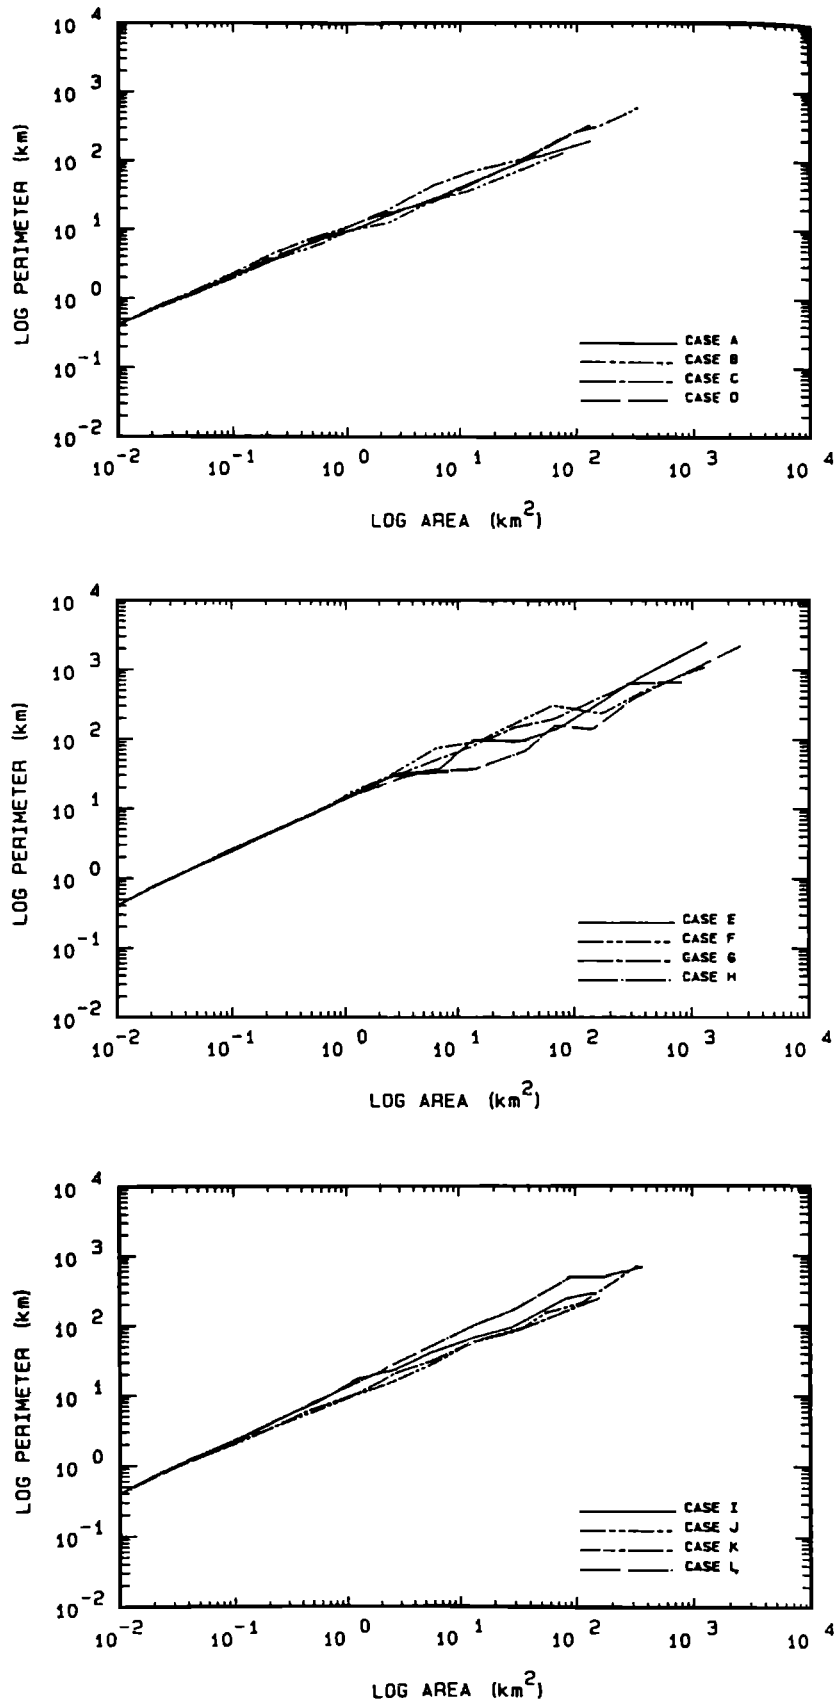 10 4
10 3
10 2
10 1
10 0
10 -1
10 -2
LOG PERIMETER (km)
CASE A
CASE B
CASE C
CASE D
10 -2 10 -1 10 0 10 1 10 2 10 3 10 4
LOG AREA (km2)
10 4
10 3
10 2
10 1
10 0
10 -1
10 -2
LOG PERIMETER (km)
CASE E
CASE F
CASE G
CASE H
10 -2 10 -1 10 0 10 1 10 2 10 3 10 4
LOG AREA (km2)
10 4
10 3
10 2
10 1
10 0
10 -1
10 -2
LOG PERIMETER (km)
CASE I
CASE J
CASE K
CASE L
10 -2 10 -1 10 0 10 1 10 2 10 3 10 4
LOG AREA (km2)